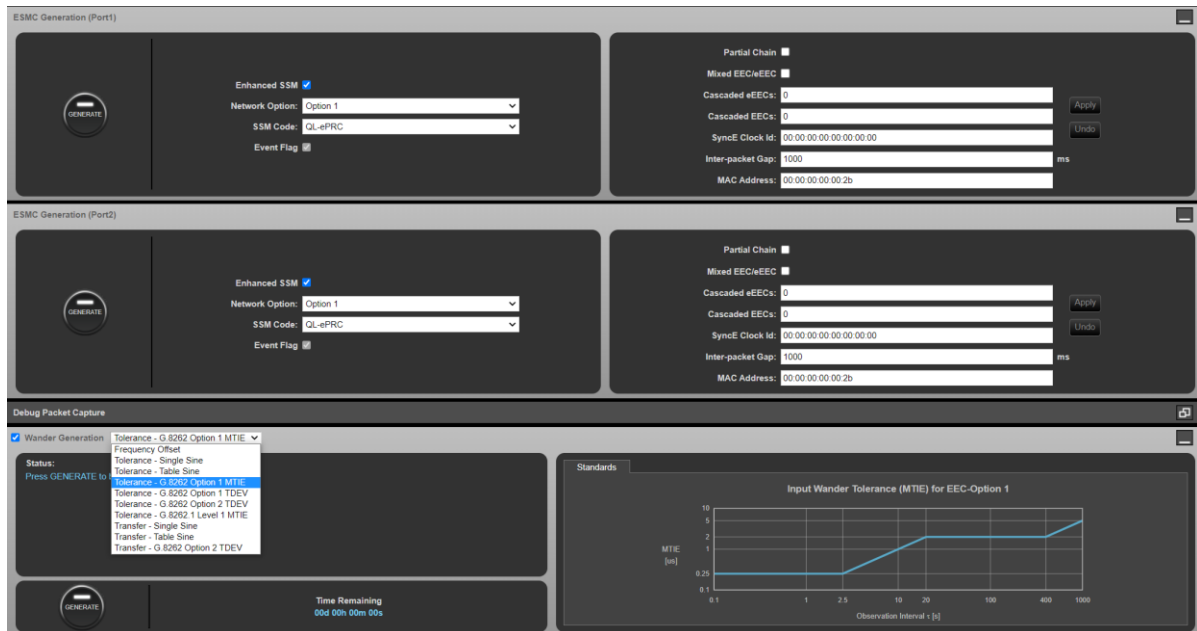 ESMC Generation (Port1)
GENERATE
Enhanced SSM
Network Option: Option 1
SSM Code: QL-ePRC
Event Flag
Partial Chain
Mixed EEC/eEEC
Cascaded eEECs: 0
Cascaded EECs: 0
SyncE Clock Id: 00:00:00:00:00:00:00:00
Inter-packet Gap: 1000 ms
MAC Address: 00:00:00:00:00:2b
Apply
Undo
ESMC Generation (Port2)
GENERATE
Enhanced SSM
Network Option: Option 1
SSM Code: QL-ePRC
Event Flag
Partial Chain
Mixed EEC/eEEC
Cascaded eEECs: 0
Cascaded EECs: 0
SyncE Clock Id: 00:00:00:00:00:00:00:00
Inter-packet Gap: 1000 ms
MAC Address: 00:00:00:00:00:2b
Apply
Undo
Debug Packet Capture
Wander Generation Tolerance - G.8262 Option 1 MTIE
Frequency Offset
Tolerance - Single Sine
Tolerance - Table Sine
Tolerance - G.8262 Option 1 MTIE
Tolerance - G.8262 Option 1 TDEV
Tolerance - G.8262 Option 2 TDEV
Tolerance - G.8262.1 Level 1 MTIE
Transfer - Single Sine
Transfer - Table Sine
Transfer - G.8262 Option 2 TDEV
Status:
Press GENERATE to
GENERATE
Time Remaining
00d 00h 00m 00s
Standards
Input Wander Tolerance (MTIE) for EEC-Option 1
MTIE
[us]
10
5
2
1
0.25
0.1
0.1 1 2.5 10 20 100 400 1000
Observation Interval τ [s]